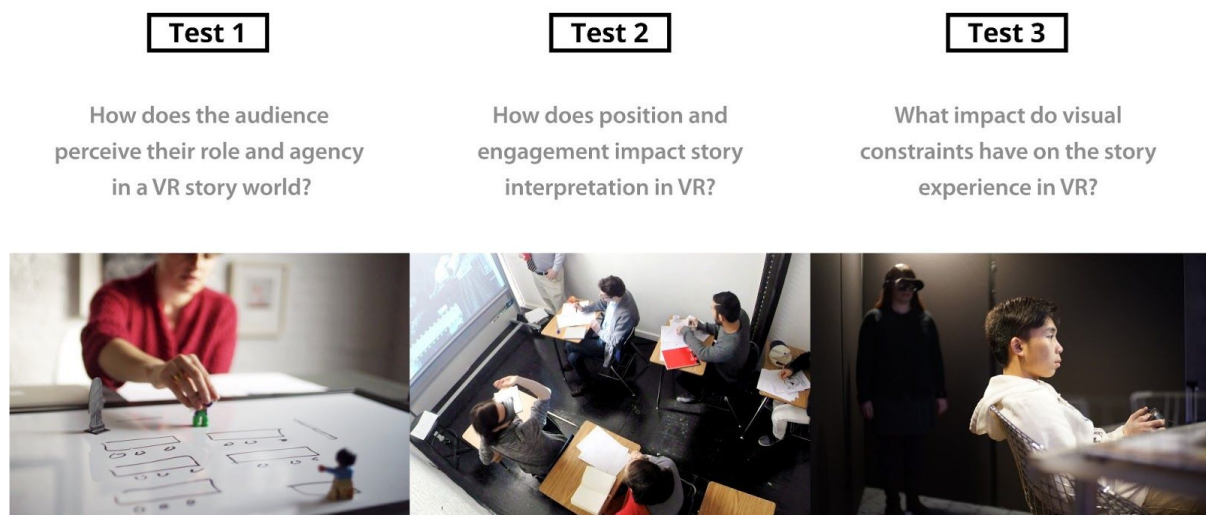 Test 1
How does the audience
perceive their role and agency
in a VR story world?
Test 2
How does position and
engagement impact story
interpretation in VR?
Test 3
What impact do visual
constraints have on the story
experience in VR?